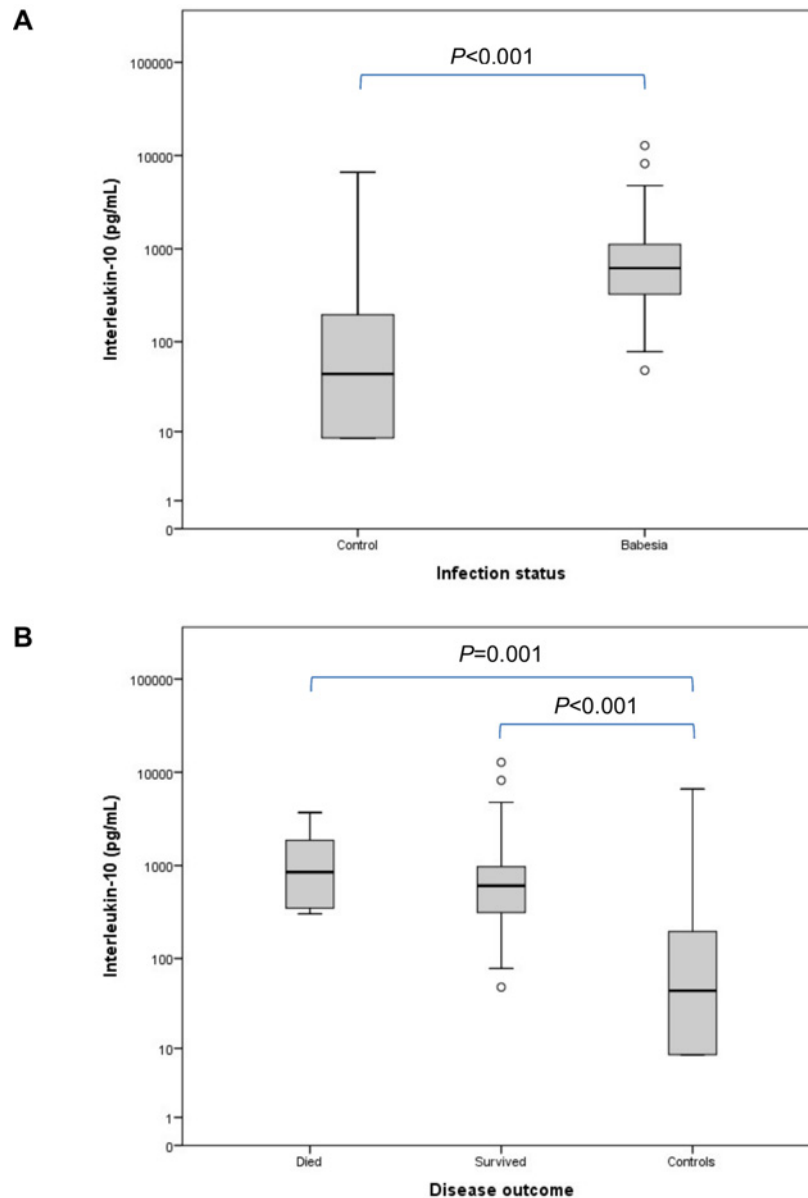 A
P<0.001
100000
10000
1000
100
10
1
0
Interleukin-10 (pg/mL)
Control
Babesia
Infection status
B
P=0.001
P<0.001
100000
10000
1000
100
10
1
0
Interleukin-10 (pg/mL)
Died
Survived
Controls
Disease outcome